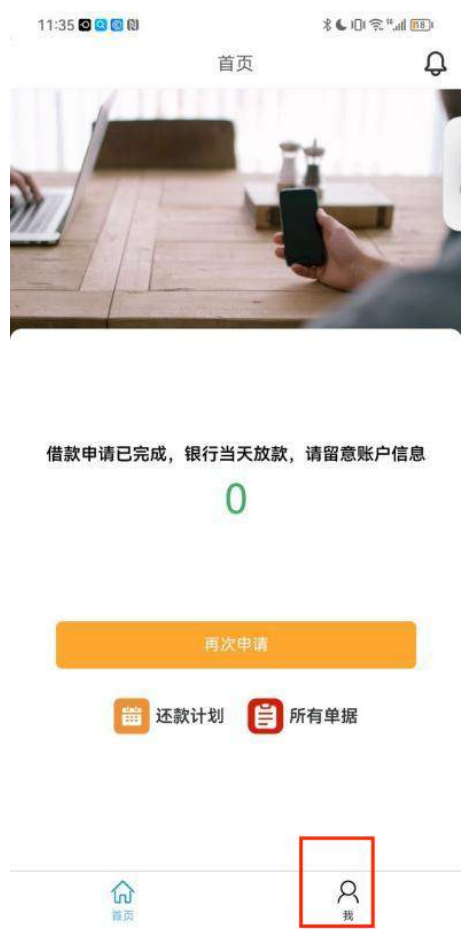 11:35
18
首页
借款申请已完成，银行当天放款，请留意账户信息
0
再次申请
还款计划 所有单据
首页 我